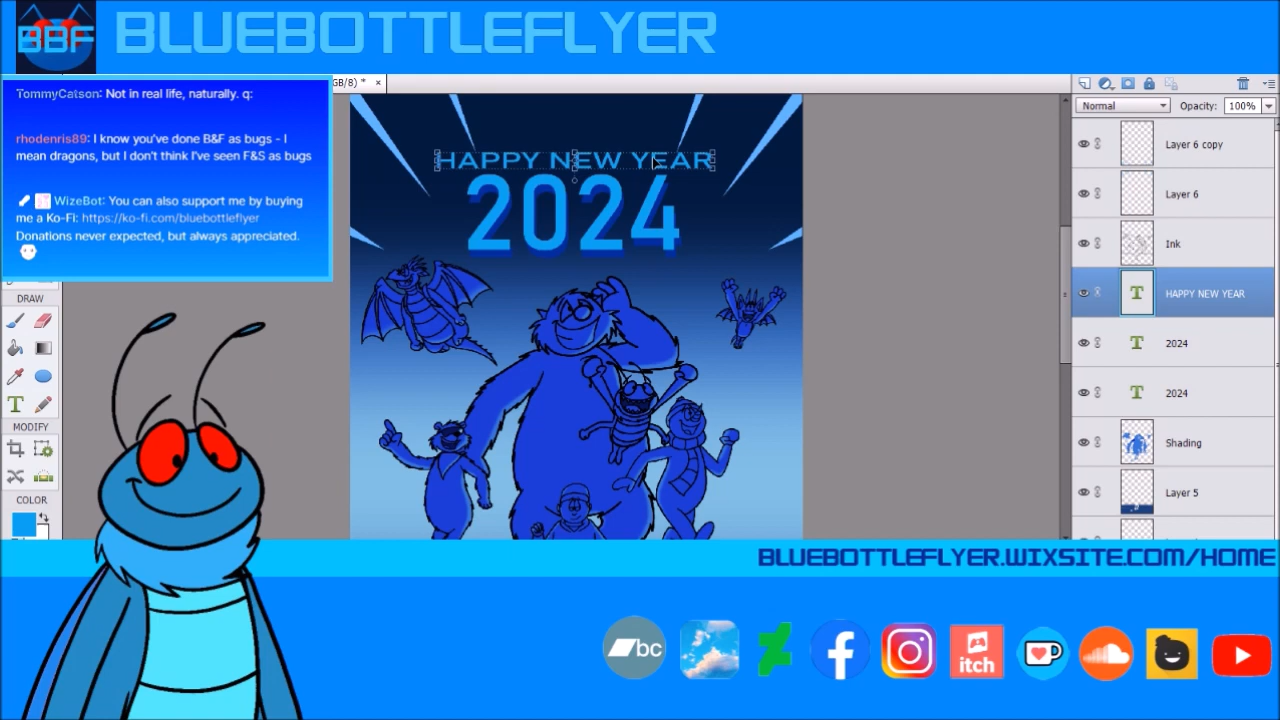 BBF
BLUEBOTTLEFLYER
GB/8) * ×
TommyCatson: Not in real life, naturally. q:
rhodenris89: I know you've done B&F as bugs - I
mean dragons, but I don't think I've seen F&S as bugs
WizeBot: You can also support me by buying
me a Ko-Fi: https://ko-fi.com/bluebottleflyer
Donations never expected, but always appreciated.
Normal
Opacity: 100%
HAPPY NEW YEAR
2024
Layer 6 copy
Layer 6
Ink
HAPPY NEW YEAR
2024
2024
Shading
Layer 5
DRAW
MODIFY
COLOR
BLUEBOTTLEFLYER.WIXSITE.COM/HOME
bc
itch